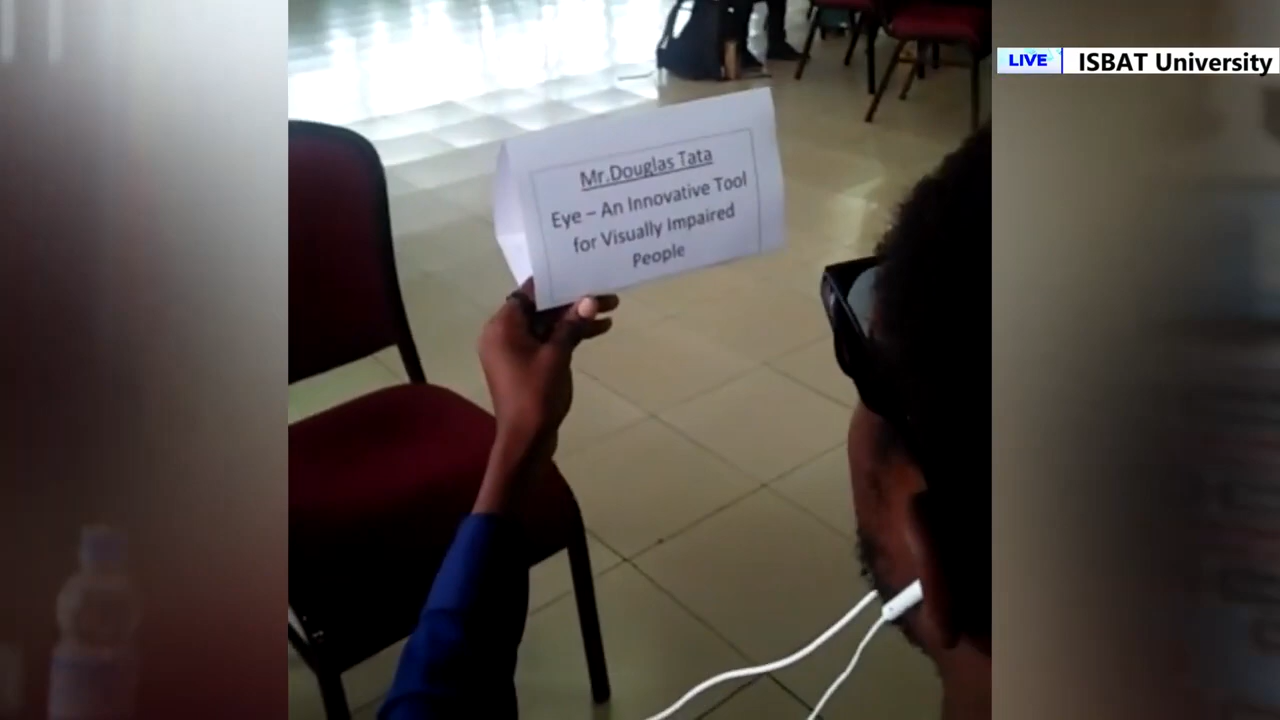 LIVE
ISBAT University
Mr.Douglas Tata
Eye – An Innovative Tool
for Visually Impaired
People